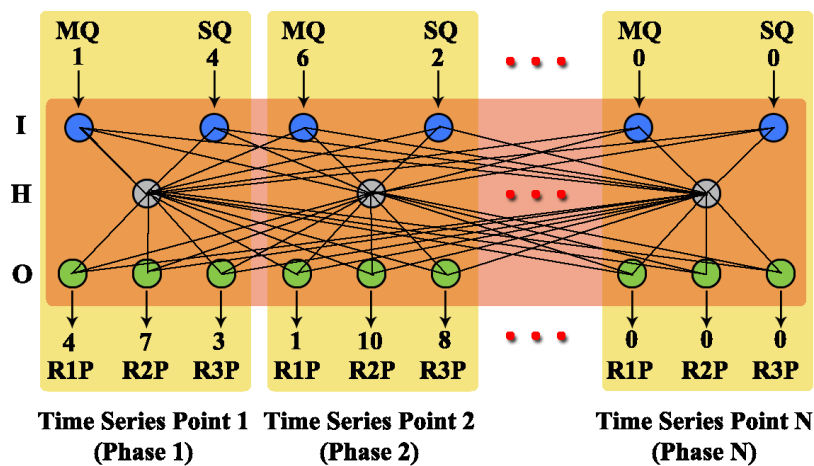 MQ SQ MQ SQ MQ SQ
1 4 6 2 0 0
I
H
O
4 7 3 1 10 8 0 0 0
R1P R2P R3P R1P R2P R3P R1P R2P R3P
Time Series Point 1 Time Series Point 2 Time Series Point N
(Phase 1) (Phase 2) (Phase N)